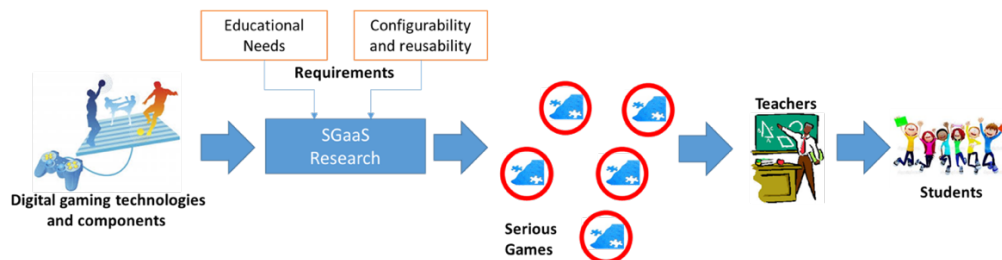 Educational
Needs
Configurability
and reusability
Requirements
SGaaS
Research
Digital gaming technologies
and components
Serious
Games
Teachers
Students